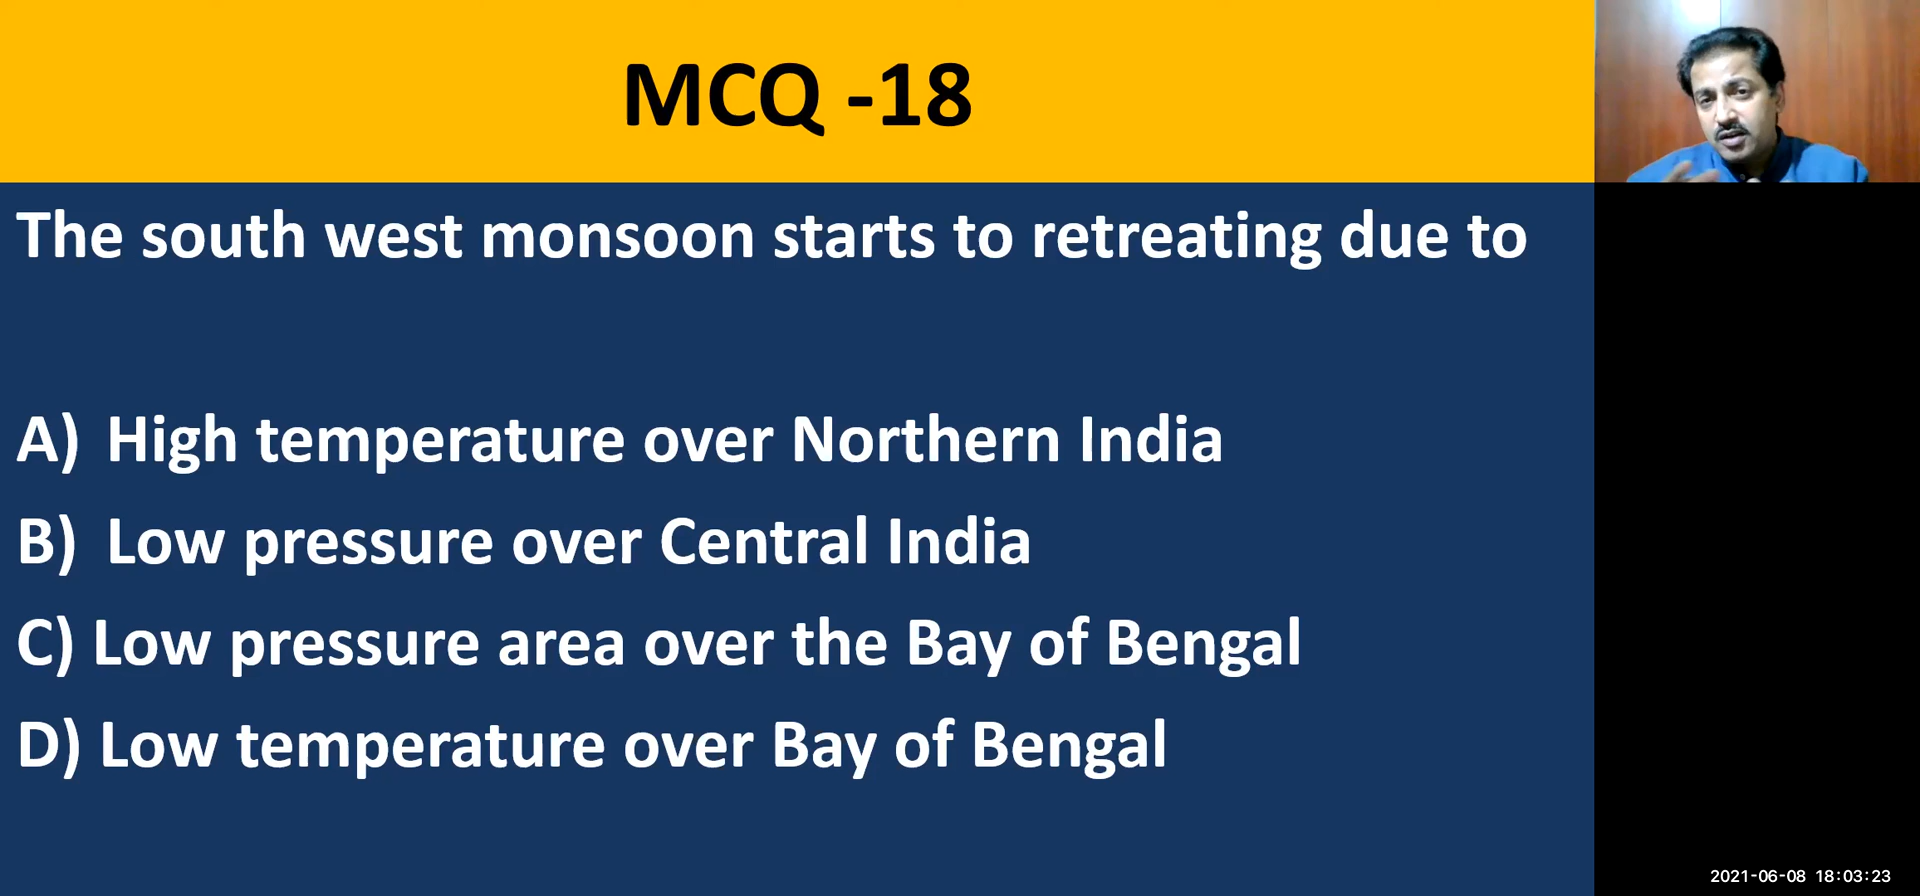 MCQ -18
The south west monsoon starts to retreating due to
A) High temperature over Northern India
B) Low pressure over Central India
C) Low pressure area over the Bay of Bengal
D) Low temperature over Bay of Bengal
2021-06-08 18:03:23